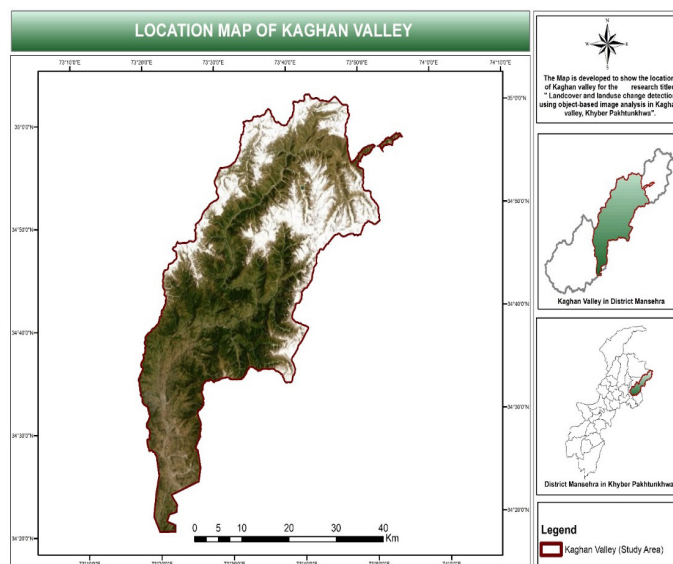 LOCATION MAP OF KAGHAN VALLEY
73°10'0"E 73°20'0"E 73°30'0"E 73°40'0"E 73°50'0"E 74°0'0"E 74°10'0"E
35°0'0"N
34°50'0"N
34°40'0"N
34°30'0"N
34°20'0"N
35°0'0"N
34°50'0"N
34°40'0"N
34°30'0"N
34°20'0"N
0 5 10 20 30 40
Km
N
The Map is developed to show the location
of Kaghan valley for the research titled
" Landcover and landuse change detection
using object-based image analysis in Kagha
valley, Khyber Pakhtunkhwa".
Kaghan Valley in District Mansehra
District Mansehra in Khyber Pakhtunkhwa
Legend
Kaghan Valley (Study Area)